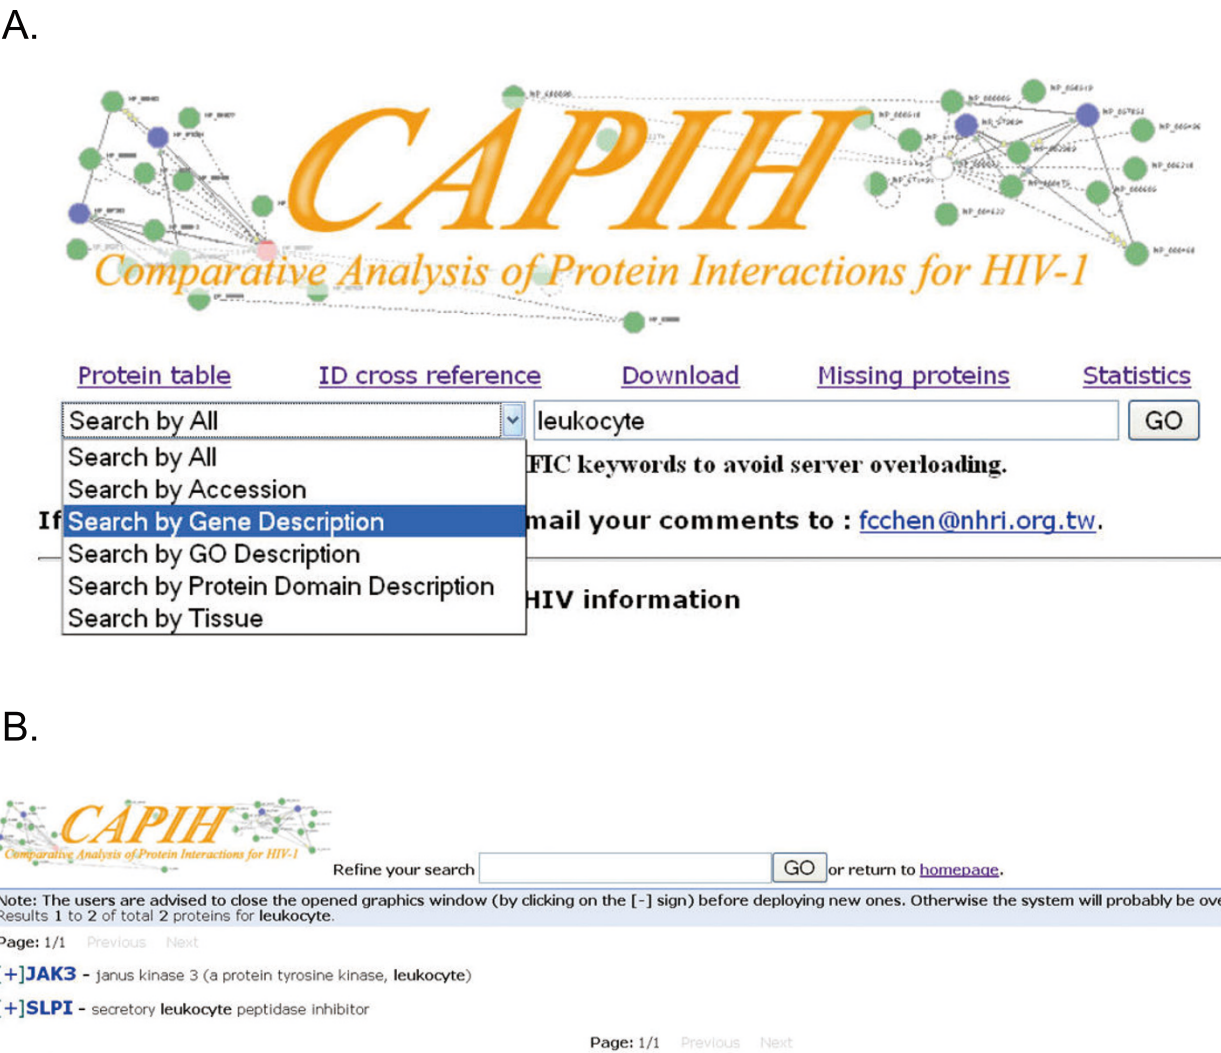 A.
CAPIH
Comparative Analysis of Protein Interactions for HIV-1
Protein table ID cross reference Download Missing proteins Statistics
Search by All leukocyte GO
Search by All
FIC keywords to avoid server overloading.
Search by Accession
If Search by Gene Description mail your comments to : fcchen@nhri.org.tw.
Search by GO Description
Search by Protein Domain Description
HIV information
Search by Tissue
B.
CAPIH
Comparative Analysis of Protein Interactions for HIV-1
Refine your search GO or return to homepage.
Note: The users are advised to close the opened graphics window (by clicking on the [-] sign) before deploying new ones. Otherwise the system will probably be ove
Results 1 to 2 of total 2 proteins for leukocyte.
Page: 1/1 Previous Next
[+]JAK3 - janus kinase 3 (a protein tyrosine kinase, leukocyte)
[+]SLPI - secretory leukocyte peptidase inhibitor
Page: 1/1 Previous Next